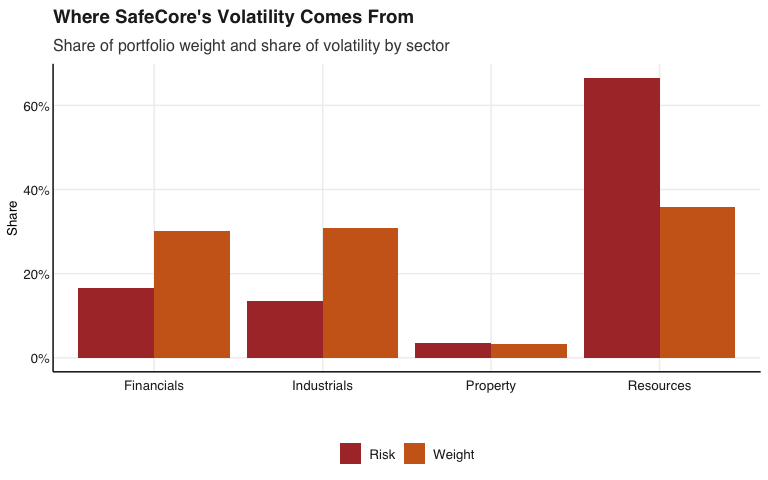 Where SafeCore's Volatility Comes From
Share of portfolio weight and share of volatility by sector
Share
60%
40%
20%
0%
Financials Industrials Property Resources
Risk Weight